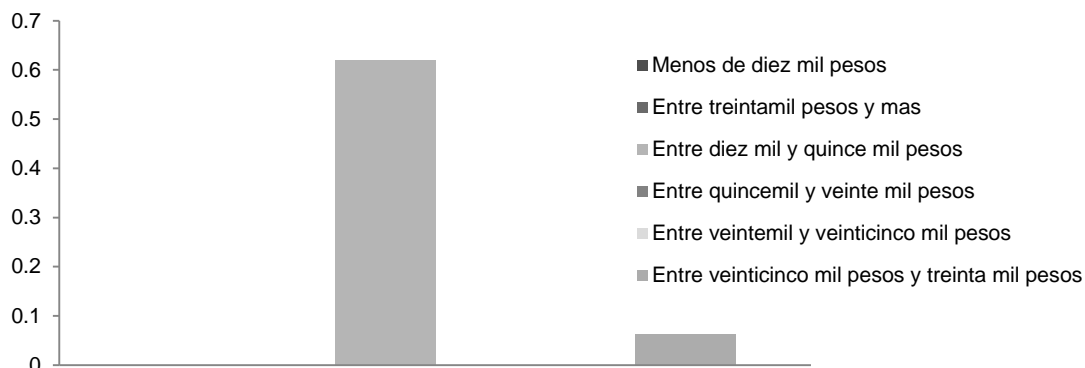 0.7
0.6
0.5
0.4
0.3
0.2
0.1
0
Menos de diez mil pesos
Entre treintamil pesos y mas
Entre diez mil y quince mil pesos
Entre quincemil y veinte mil pesos
Entre veintemil y veinticinco mil pesos
Entre veinticinco mil pesos y treinta mil pesos